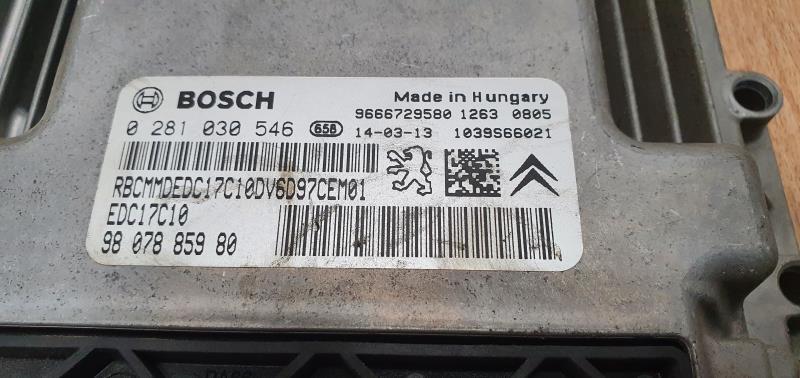 BOSCH
Made in Hungary
9666729580 1263 0805
0 281 030 546 658 14-03-13 1039S66021
RBCMMDEDC17C10DV6D97CEM01
EDC17C10
98 078 859 80